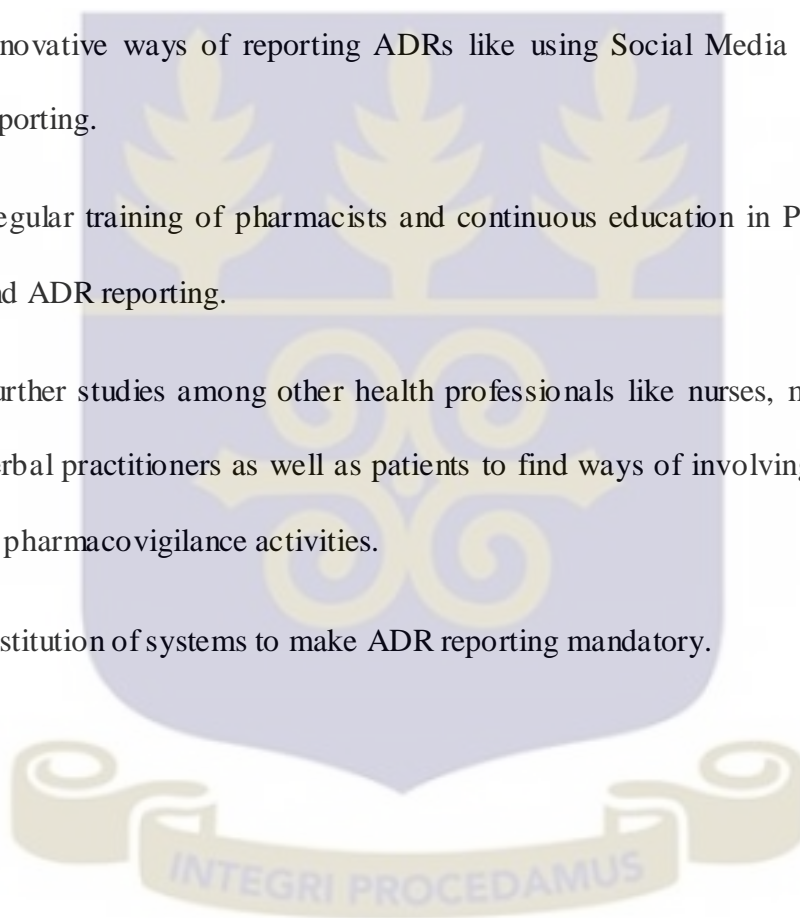 novative ways of reporting ADRs like using Social Media
porting.
egular training of pharmacists and continuous education in P
nd ADR reporting.
urther studies among other health professionals like nurses,
erbal practitioners as well as patients to find ways of involving
pharmacovigilance activities.
stitution of systems to make ADR reporting mandatory.
INTEGRI PROCEDAMUS